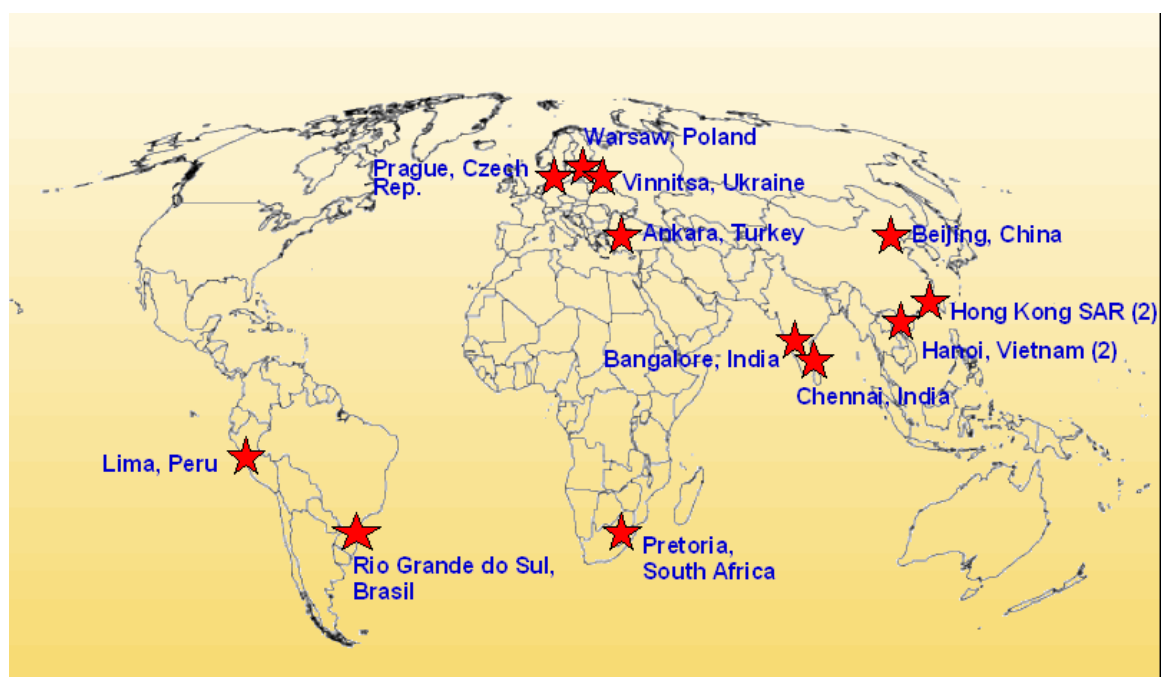 Warsaw, Poland
Prague, Czech
Rep.
Vinnitsa, Ukraine
Ankara, Turkey
Beijing, China
Hong Kong SAR (2)
Hanoi, Vietnam (2)
Bangalore, India
Chennai, India
Lima, Peru
Rio Grande do Sul,
Brasil
Pretoria,
South Africa